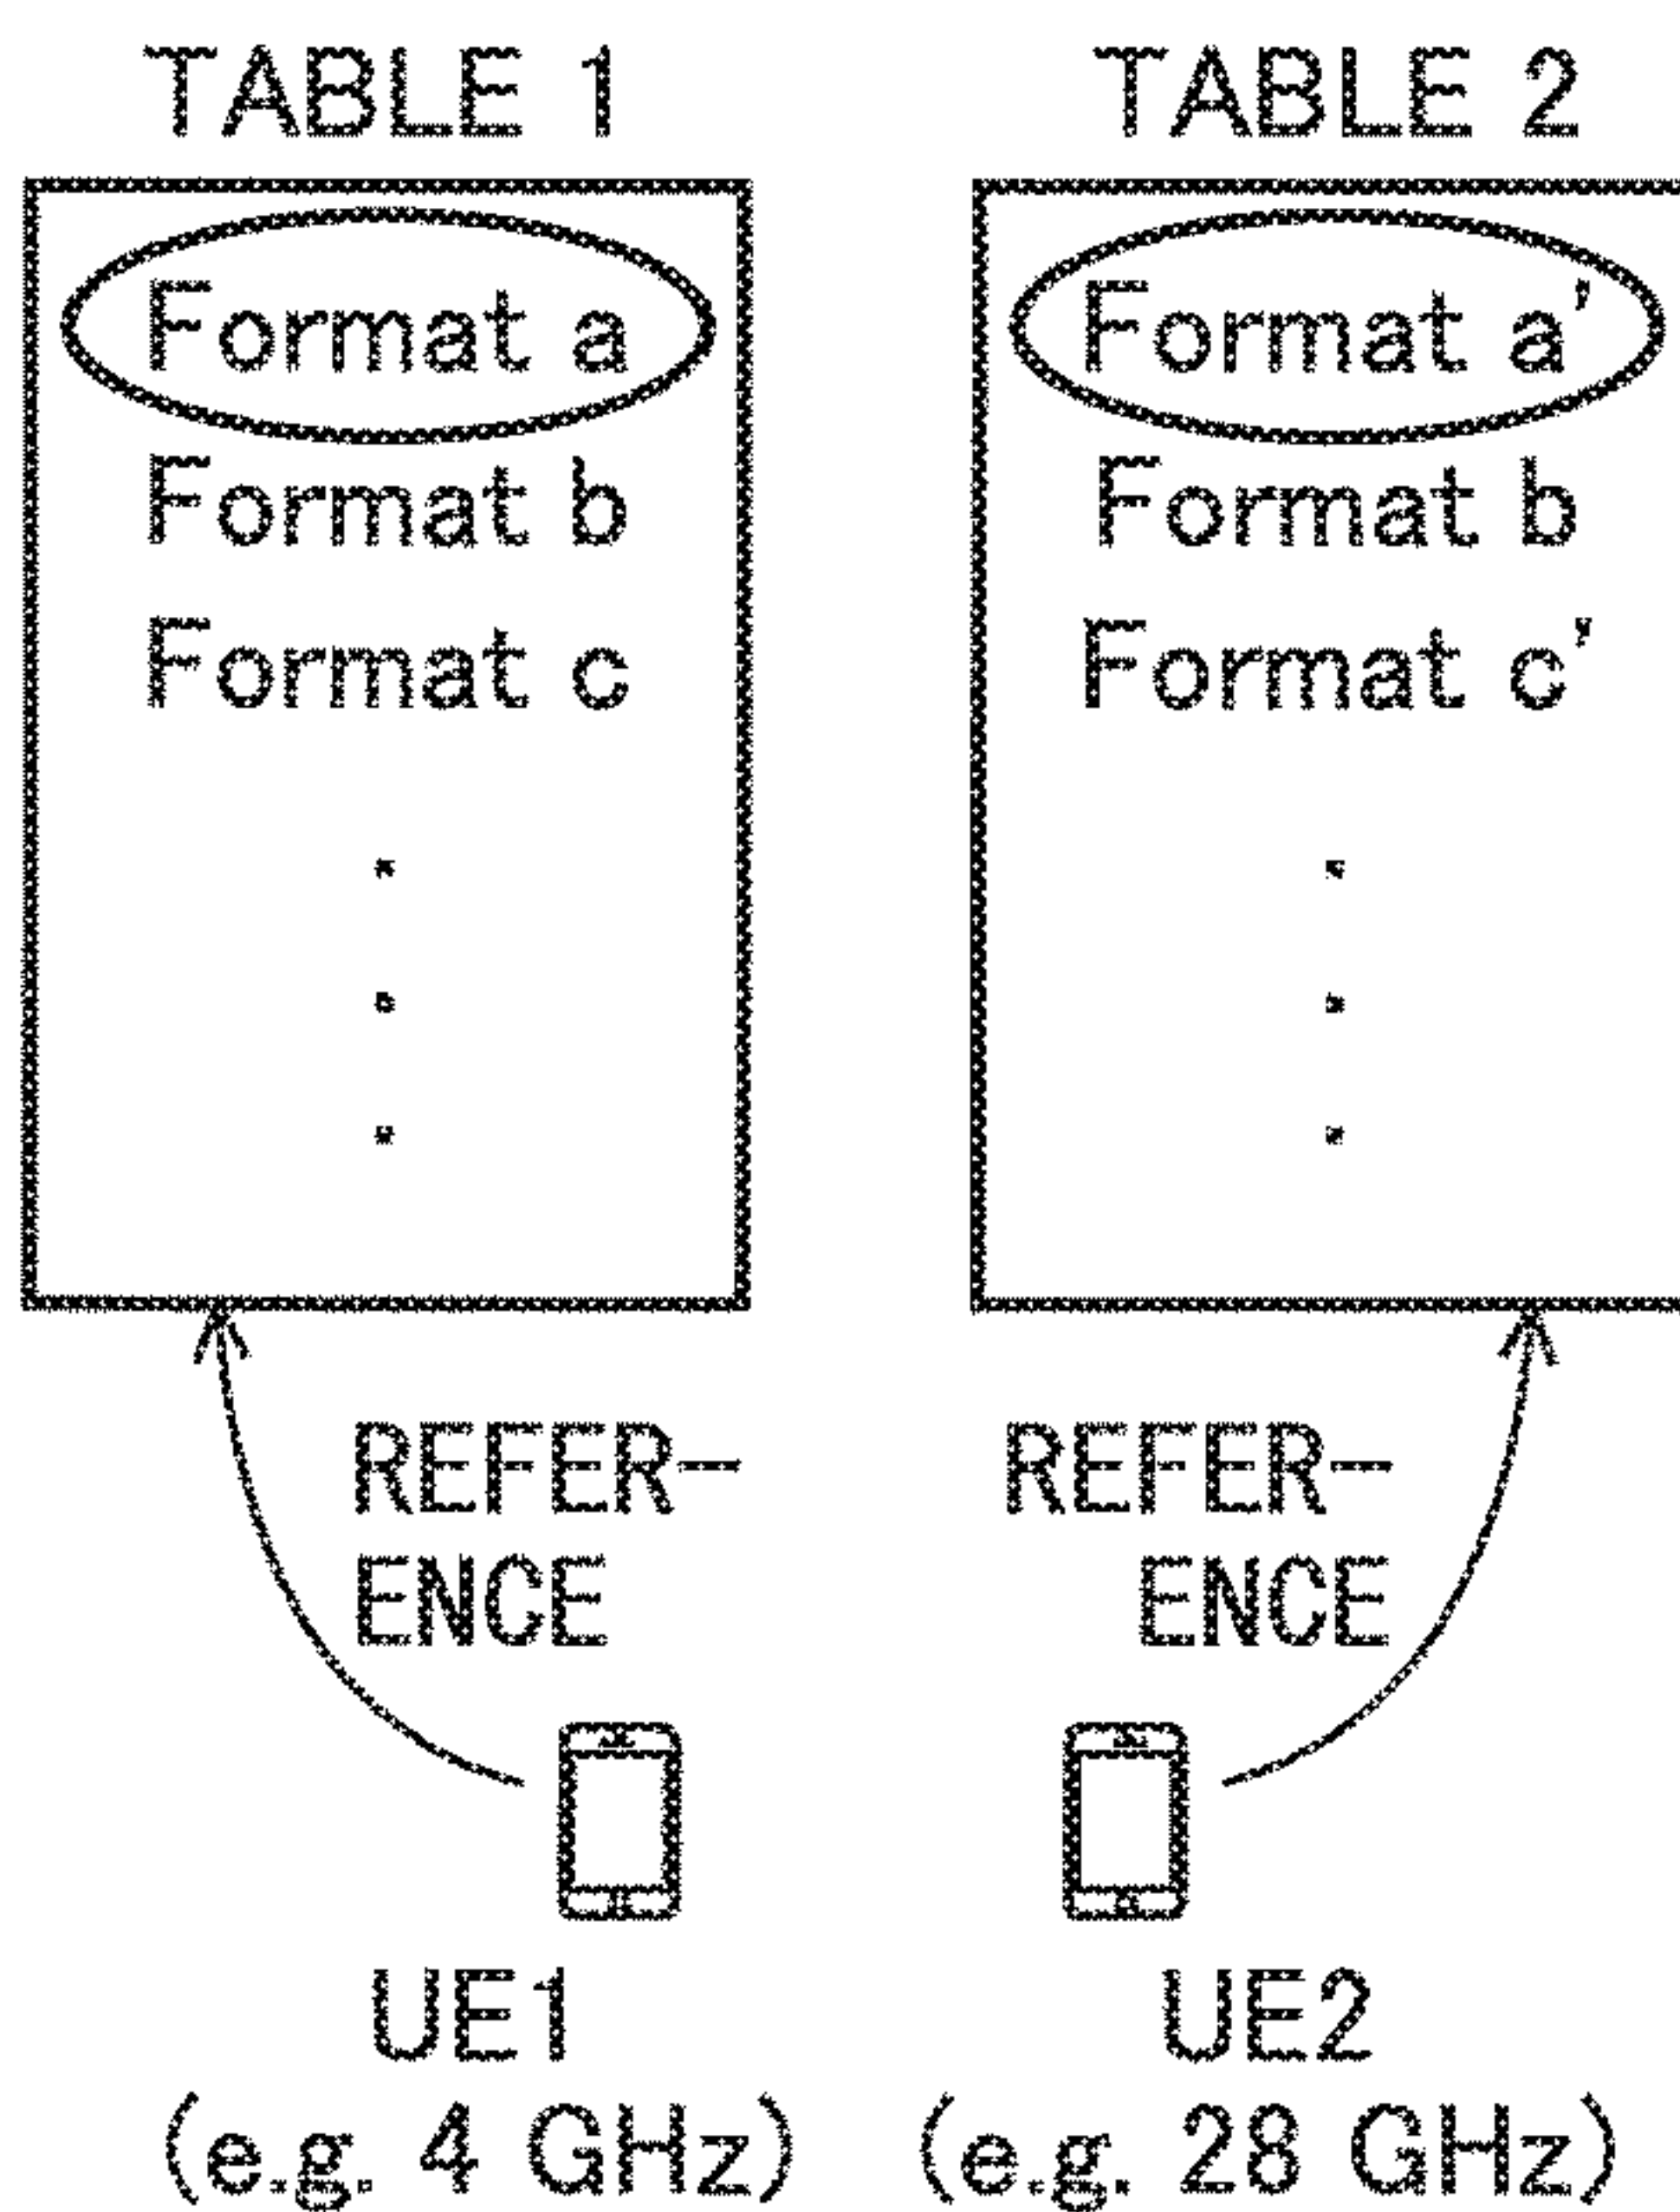 TABLE 1
Format a
Format b
Format c
REFER-
ENCE
UE1
(e.g. 4 GHz)
TABLE 2
Format a'
Format b
Format c'
REFER-
ENCE
UE2
(e.g. 28 GHz)